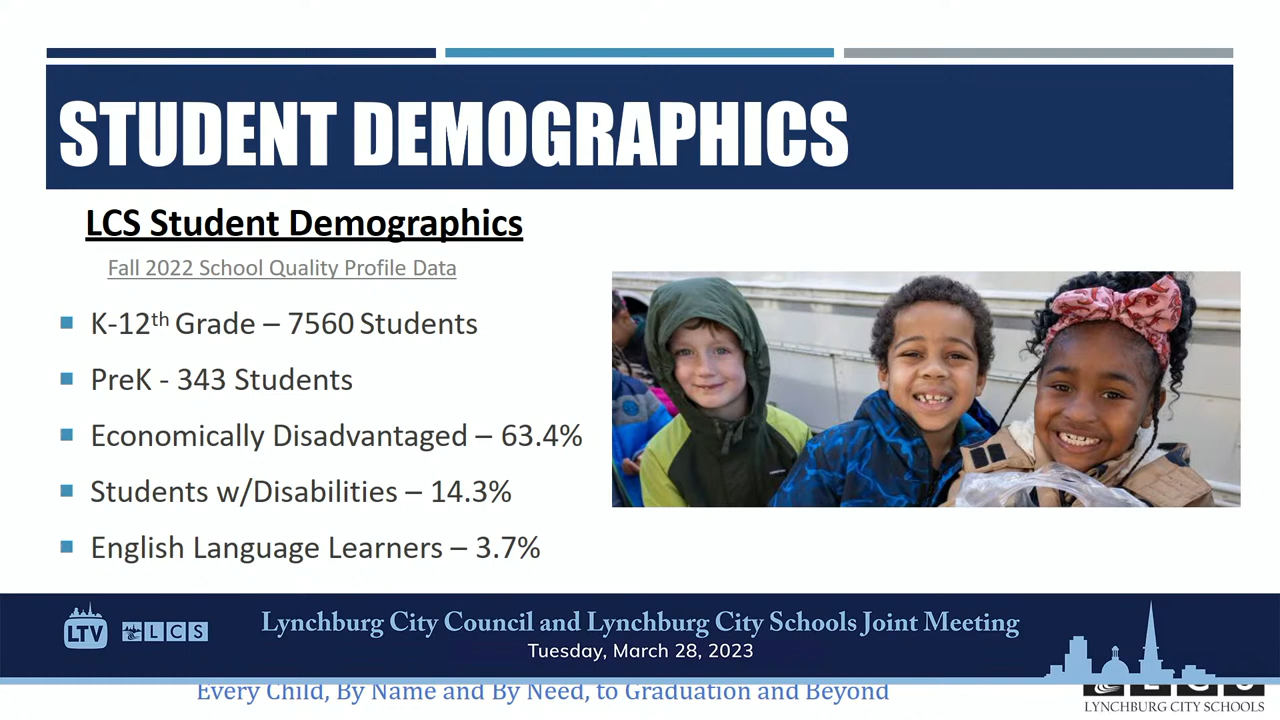 STUDENT DEMOGRAPHICS
LCS Student Demographics
Fall 2022 School Quality Profile Data
K-12th Grade – 7560 Students
PreK - 343 Students
Economically Disadvantaged – 63.4%
Students w/Disabilities – 14.3%
English Language Learners – 3.7%
LTV
LCS
Lynchburg City Council and Lynchburg City Schools Joint Meeting
Tuesday, March 28, 2023
Every Child, By Name and By Need, to Graduation and Beyond
LCS
LYNCHBURG CITY SCHOOLS